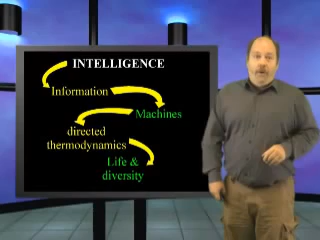 INTELLIGENCE
Information
Machines
directed
thermodynamics
Life &
diversity